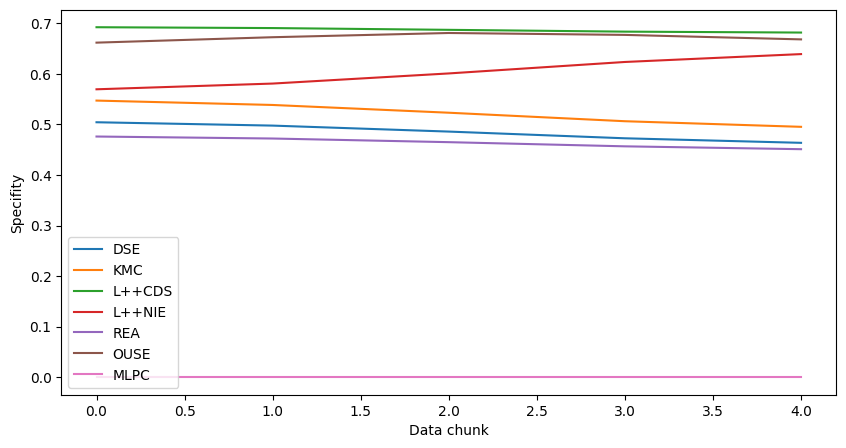 0.7
0.6
0.5
0.4
0.3
0.2
0.1
0.0
Specifity
DSE
KMC
L++CDS
L++NIE
REA
OUSE
MLPC
0.0 0.5 1.0 1.5 2.0 2.5 3.0 3.5 4.0
Data chunk